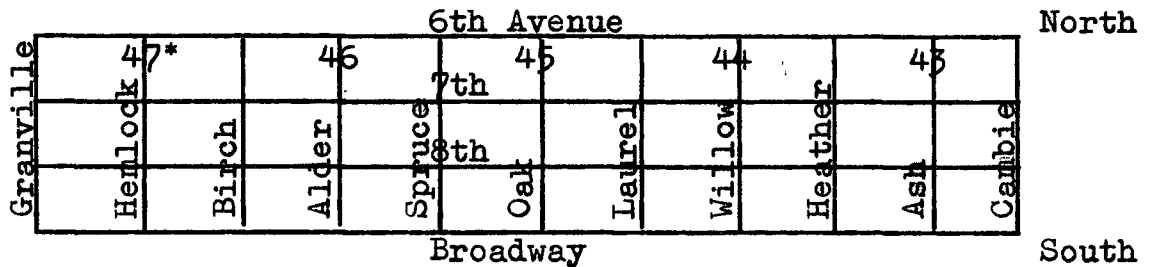 6th Avenue
North
47* 46 45 44 43
7th
8th
Granville
Hemlock
Birch
Alder
Spruce
Oak
Laurel
Willow
Heather
Ash
Cambie
Broadway
South